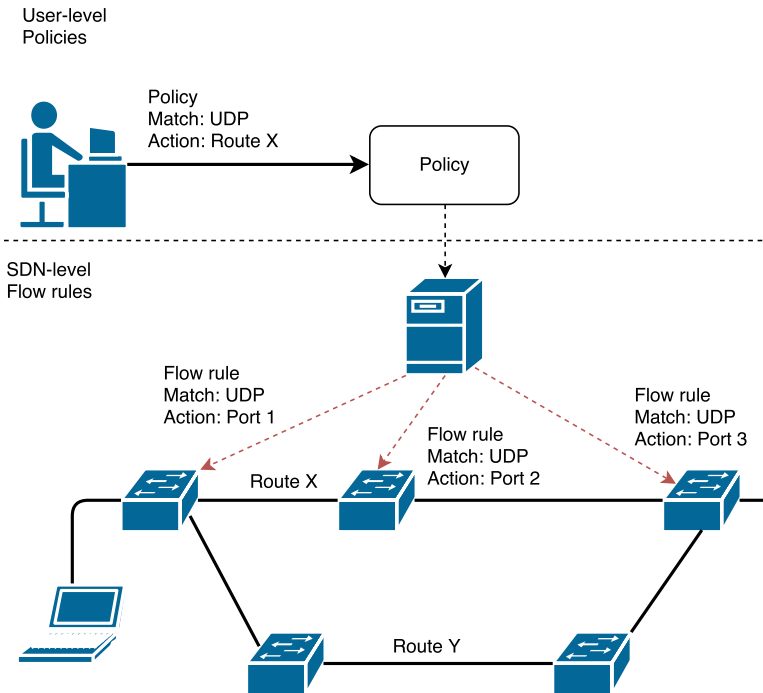 User-level
Policies
Policy
Match: UDP
Action: Route X
Policy
SDN-level
Flow rules
Flow rule
Match: UDP
Action: Port 1
Flow rule
Match: UDP
Action: Port 2
Flow rule
Match: UDP
Action: Port 3
Route X
Route Y